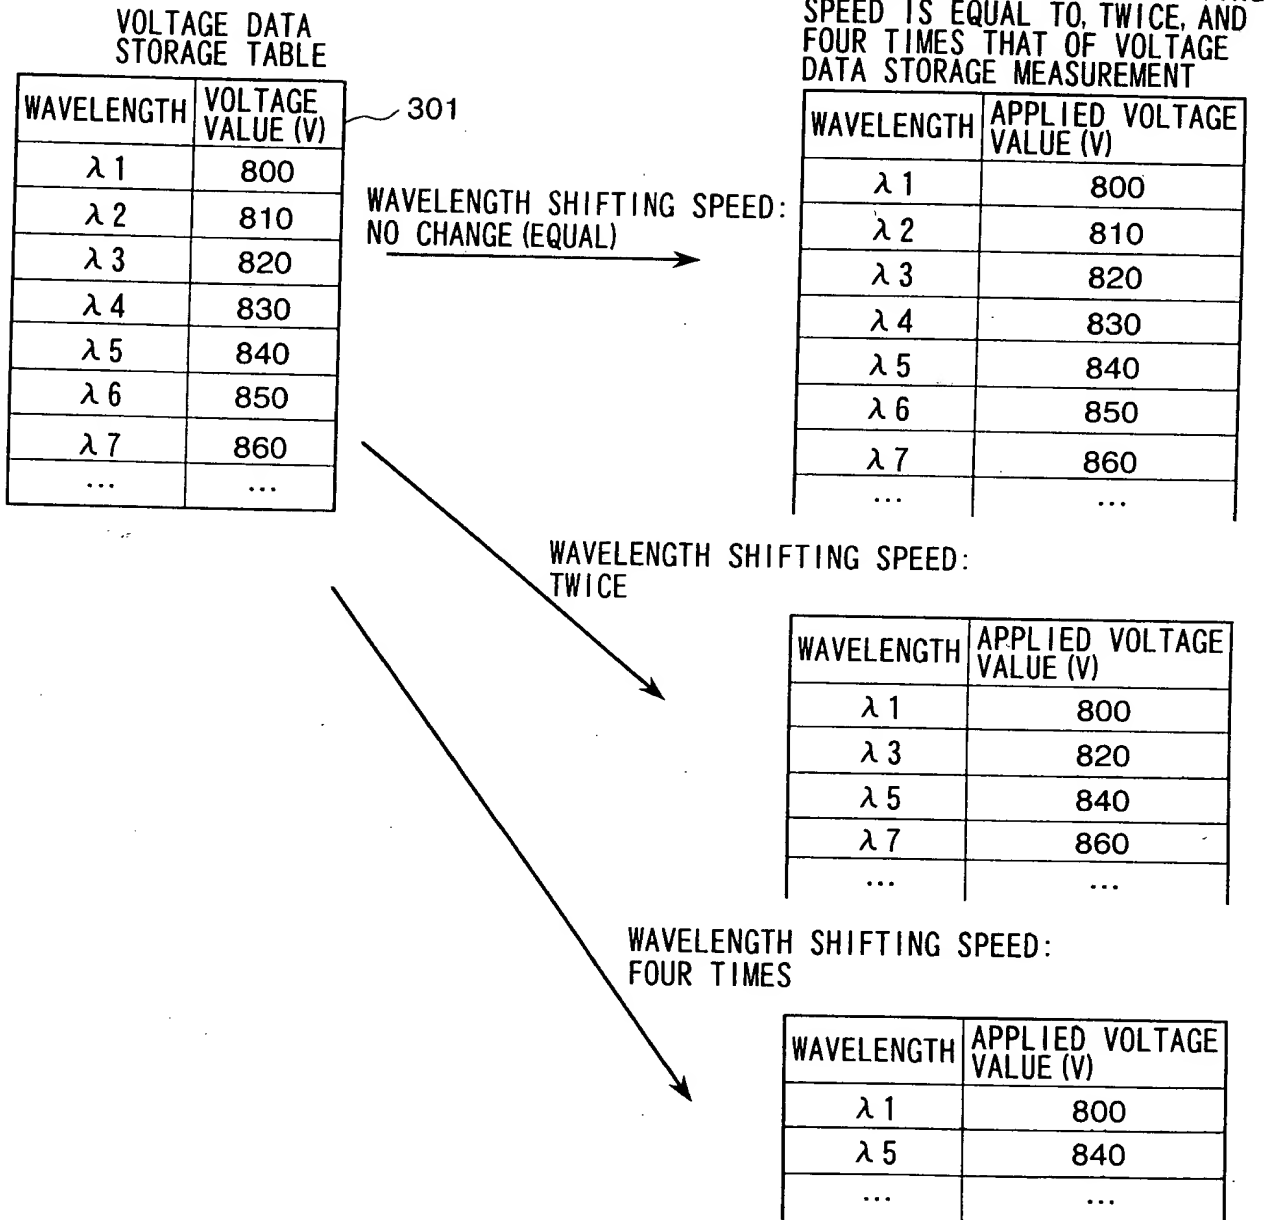 VOLTAGE DATA
STORAGE TABLE
WAVELENGTH VOLTAGE VALUE (V)
301
λ1 800
λ2 810
λ3 820
λ4 830
λ5 840
λ6 850
λ7 860
... ...
SPEED IS EQUAL TO, TWICE, AND
FOUR TIMES THAT OF VOLTAGE
DATA STORAGE MEASUREMENT
WAVELENGTH SHIFTING SPEED:
NO CHANGE (EQUAL)
WAVELENGTH APPLIED VOLTAGE VALUE (V)
λ1 800
λ2 810
λ3 820
λ4 830
λ5 840
λ6 850
λ7 860
... ...
WAVELENGTH SHIFTING SPEED:
TWICE
WAVELENGTH APPLIED VOLTAGE VALUE (V)
λ1 800
λ3 820
λ5 840
λ7 860
... ...
WAVELENGTH SHIFTING SPEED:
FOUR TIMES
WAVELENGTH APPLIED VOLTAGE VALUE (V)
λ1 800
λ5 840
... ...